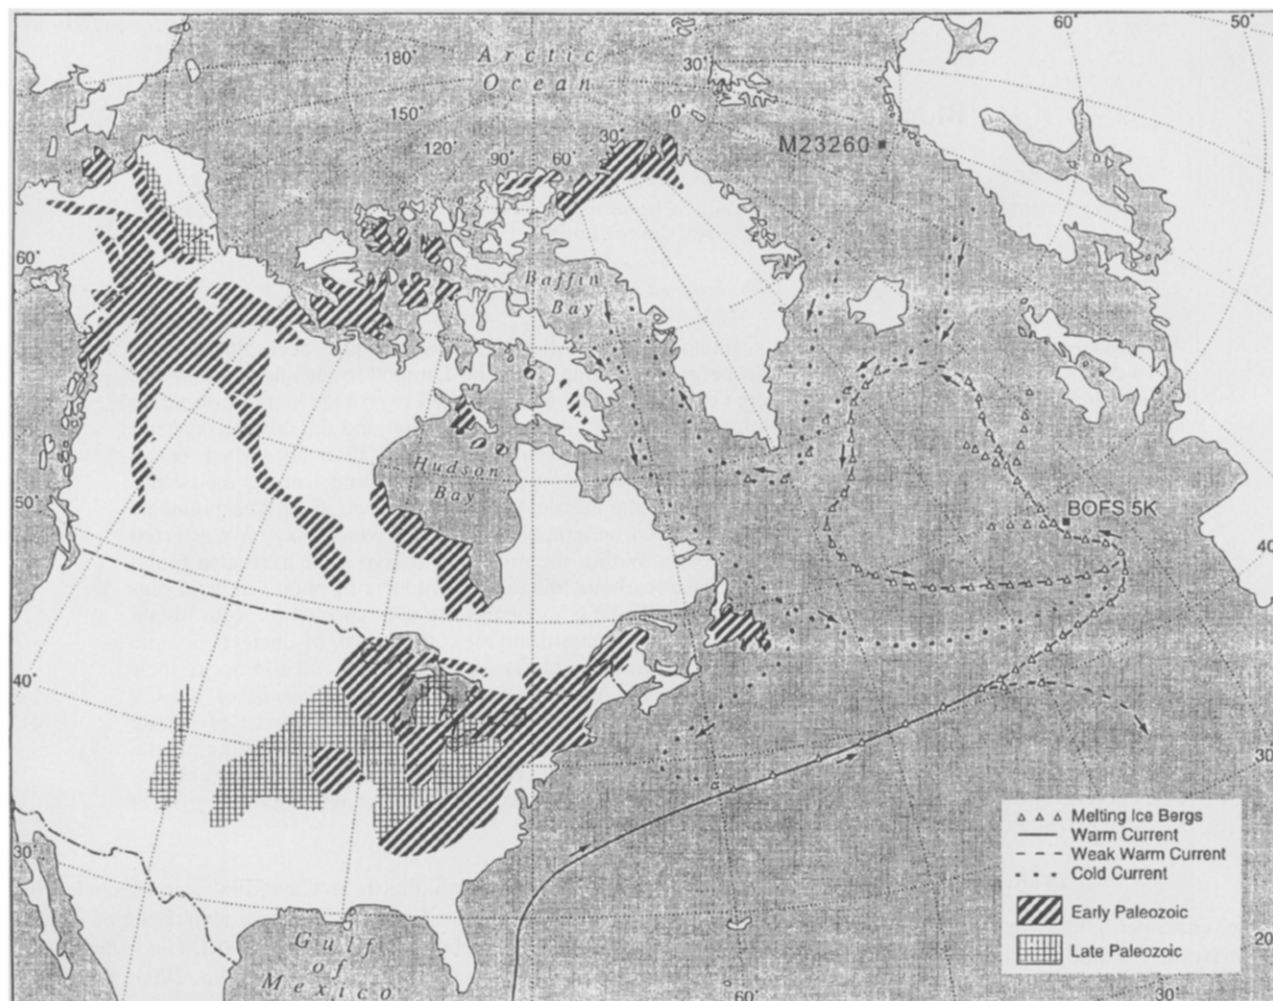 60°
50°
Arctic
Ocean
180°
30°
150°
0°
30°
M23260
120°
90°
60°
60°
Baffin
Bay
Hudson
Bay
50°
BOFS 5K
40°
40°
30°
30°
Melting Ice Bergs
Warm Current
Weak Warm Current
Cold Current
Early Paleozoic
Late Paleozoic
Gulf
of
Mexico
20°
60°
30°